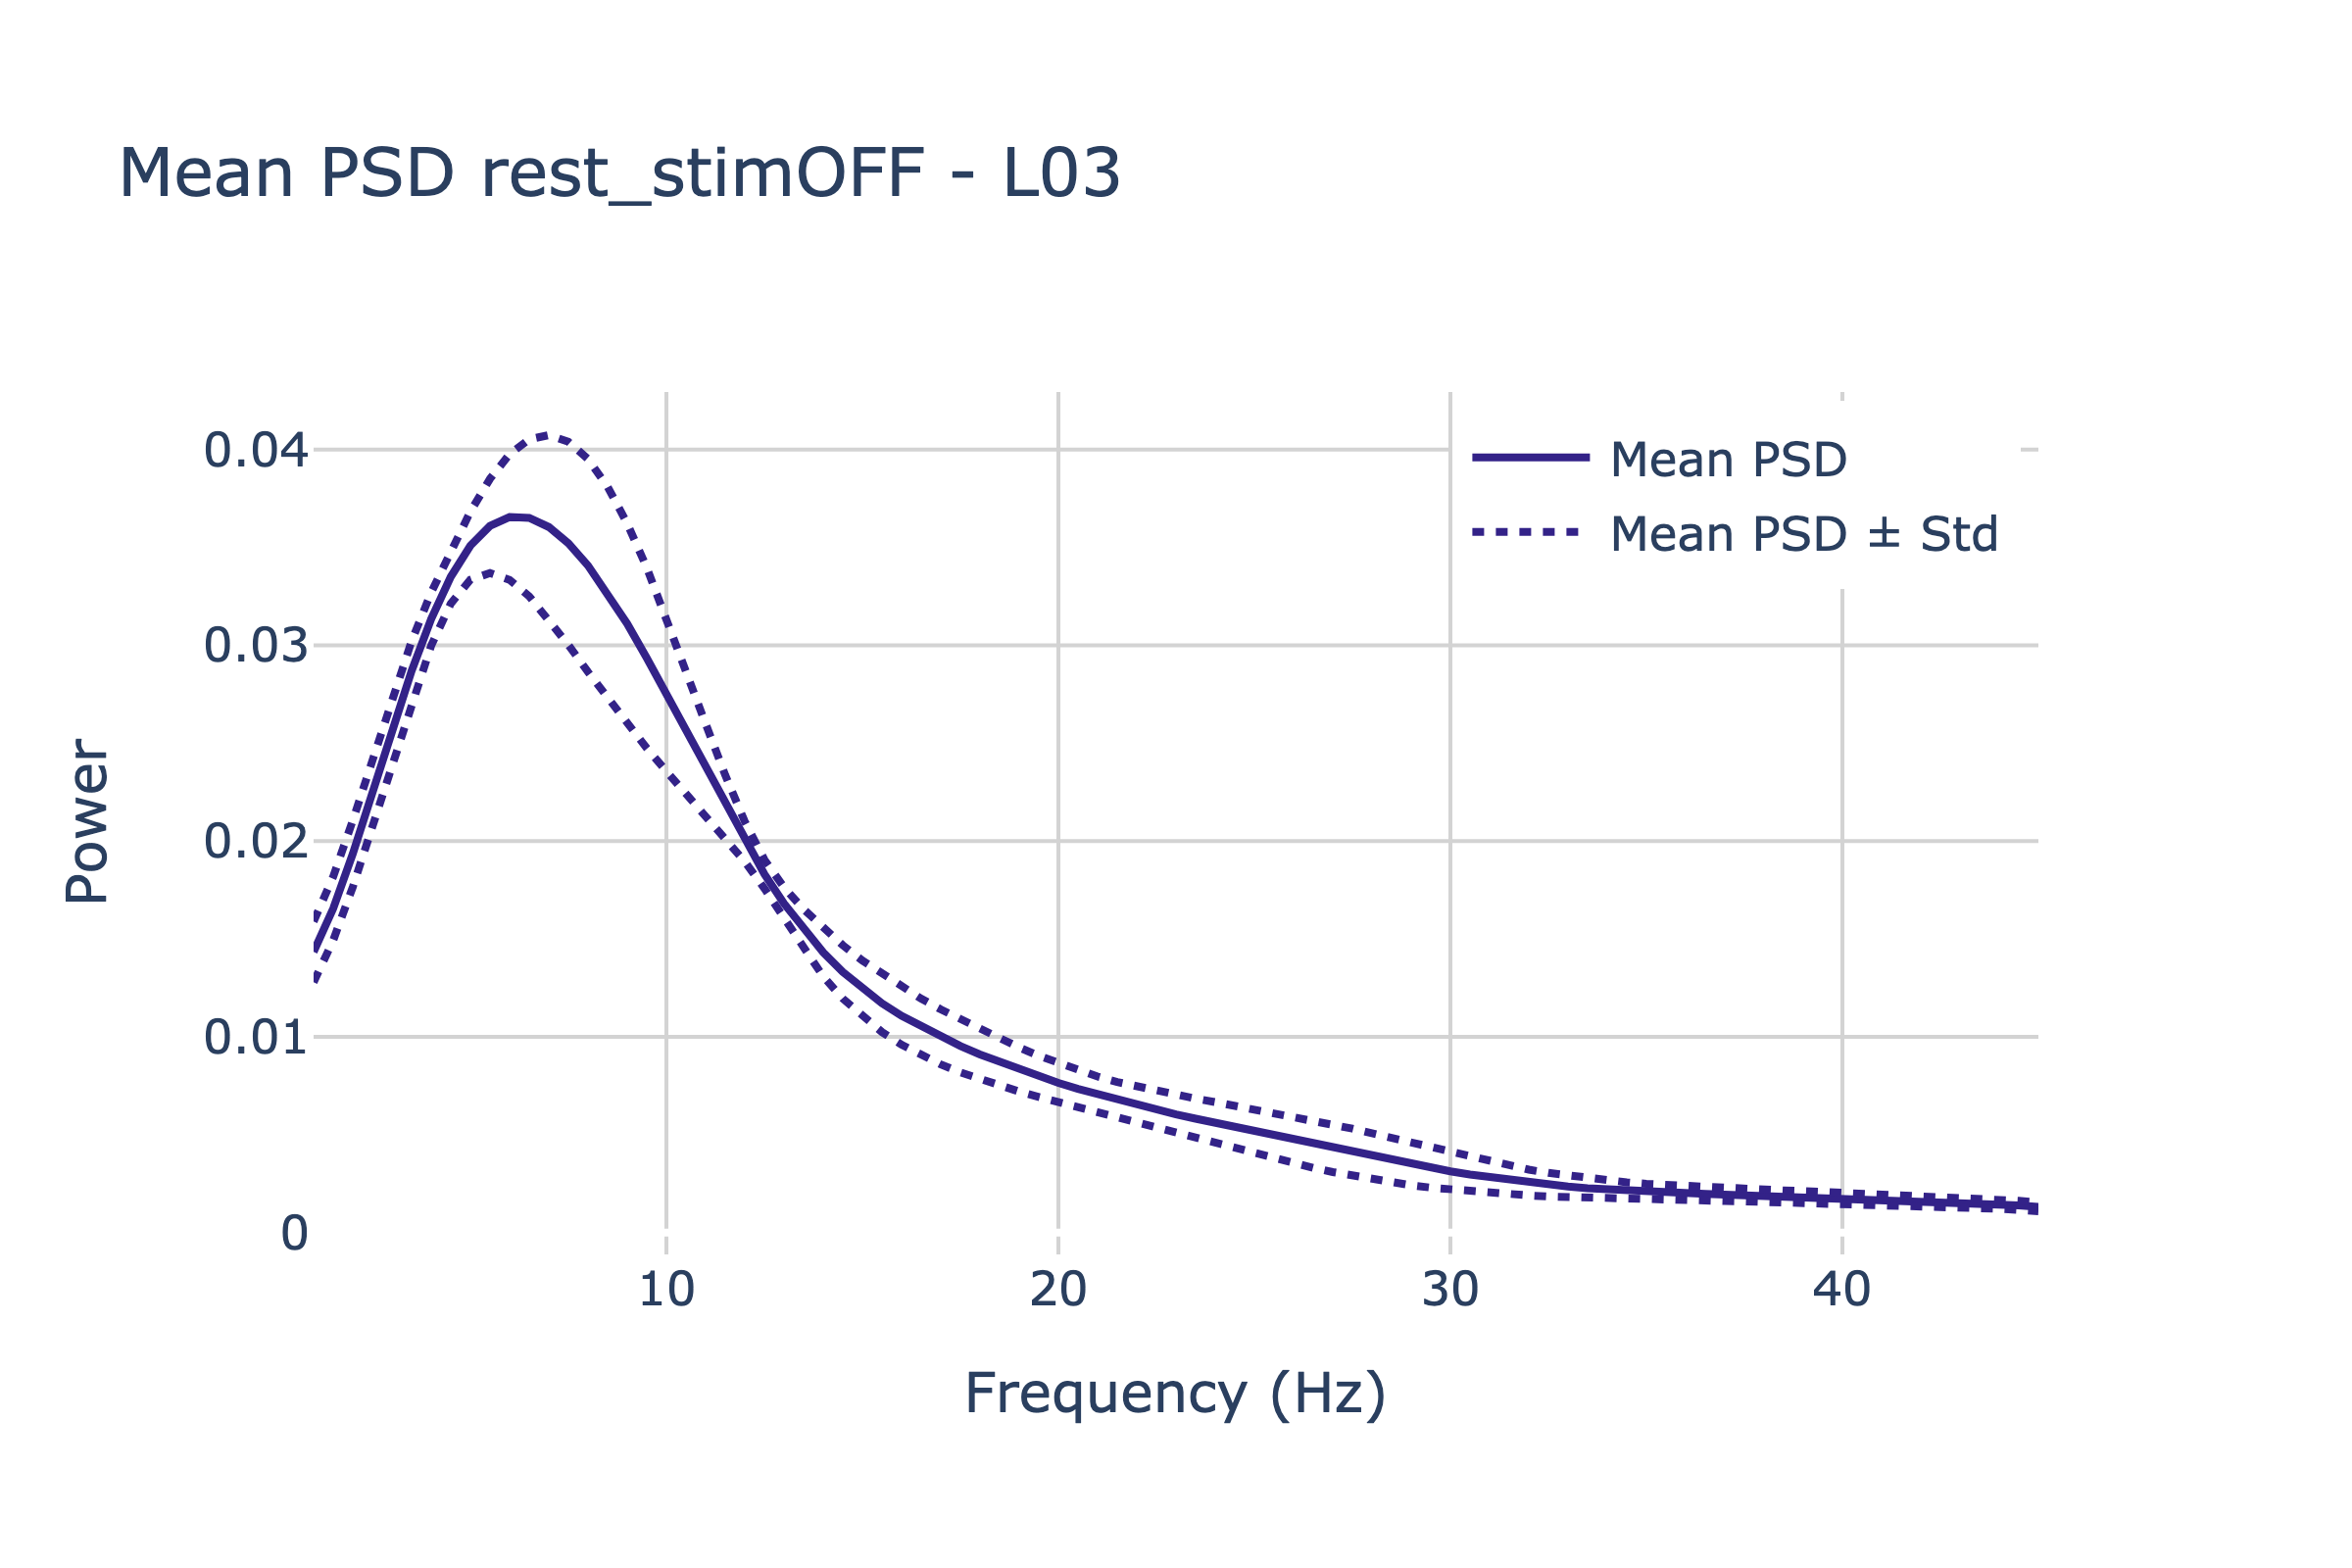 Mean PSD rest_stimOFF - L03
Mean PSD
Mean PSD ± Std
Power
0.04
0.03
0.02
0.01
0
10 20 30 40
Frequency (Hz)